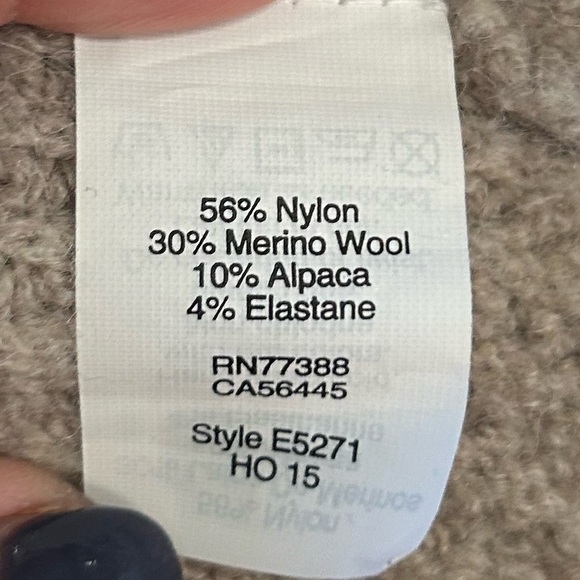 56% Nylon
30% Merino Wool
10% Alpaca
4% Elastane
RN77388
CA56445
Style E5271
HO 15